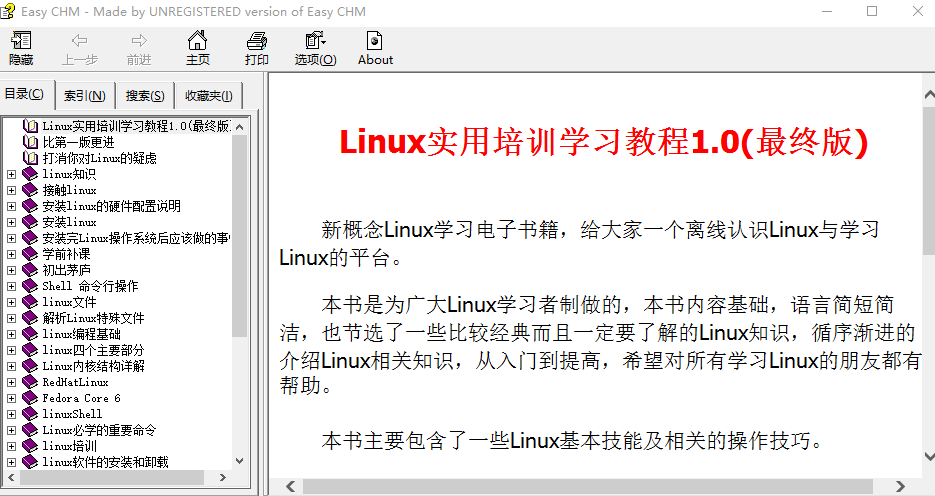 Easy CHM - Made by UNREGISTERED version of Easy CHM
隐藏 上一步 前进 主页 打印 选项(O) About
目录(C) 索引(N) 搜索(S) 收藏夹(I)
Linux实用培训学习教程1.0(最终版)
比第一版更进
打消你对Linux的疑虑
linux知识
接触linux
安装linux的硬件配置说明
安装linux
安装完Linux操作系统后应该做的事
学前补课
初出茅庐
Shell 命令行操作
linux文件
解析Linux特殊文件
linux编程基础
linux四个主要部分
Linux内核结构详解
RedHatLinux
Fedora Core 6
linuxShell
Linux必学的重要命令
linux培训
linux软件的安装和卸载
Linux实用培训学习教程1.0(最终版)
新概念Linux学习电子书籍，给大家一个离线认识Linux与学习
Linux的平台。
本书是为广大Linux学习者制做的，本书内容基础，语言简短简
洁，也节选了一些比较经典而且一定要了解的Linux知识，循序渐进的
介绍Linux相关知识，从入门到提高，希望对所有学习Linux的朋友都有
帮助。
本书主要包含了一些Linux基本技能及相关的操作技巧。